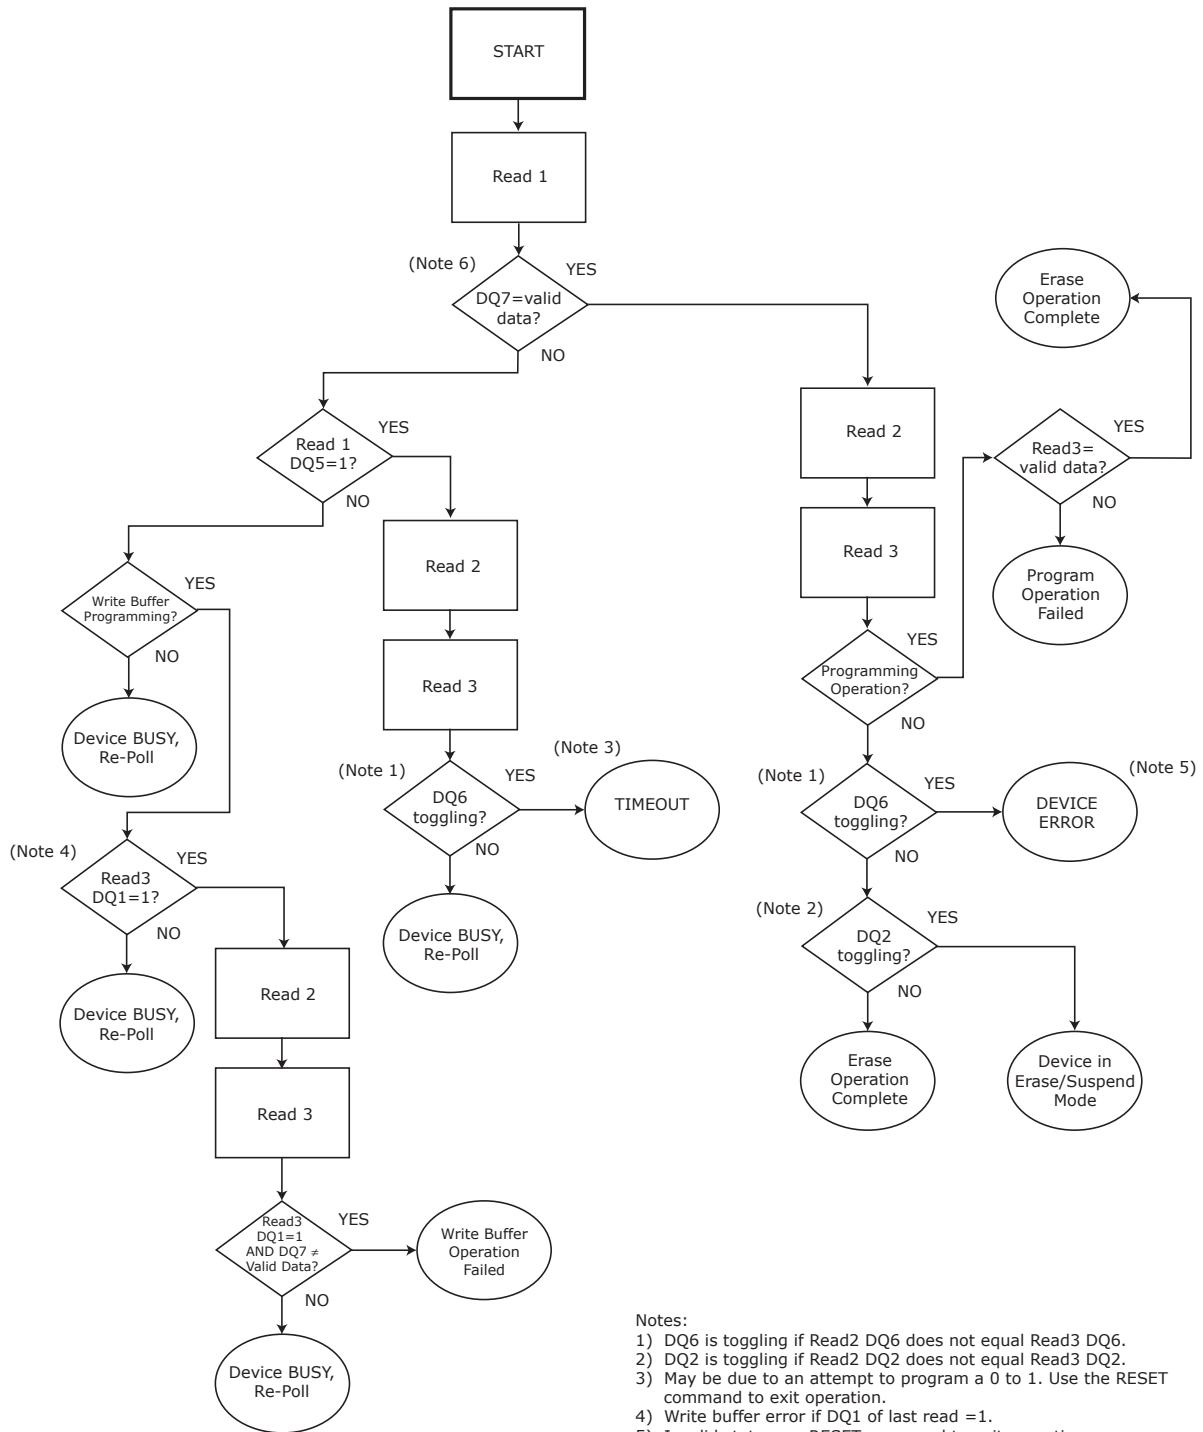 START
Read 1
(Note 6)
YES
DQ7=valid
data?
NO
Erase
Operation
Complete
Read 1
DQ5=1?
YES
NO
Read 2
Read3=
valid data?
YES
NO
Read 2
Read 3
Program
Operation
Failed
Write Buffer
Programming?
YES
NO
Device BUSY,
Re-Poll
Read 3
Programming
Operation?
YES
NO
(Note 1)
DQ6
toggling?
YES
NO
(Note 3)
TIMEOUT
(Note 1)
DQ6
toggling?
YES
NO
DEVICE
ERROR
(Note 5)
(Note 4)
Read3
DQ1=1?
YES
NO
Device BUSY,
Re-Poll
Device BUSY,
Re-Poll
(Note 2)
DQ2
toggling?
YES
NO
Read 2
Erase
Operation
Complete
Device in
Erase/Suspend
Mode
Read 3
Read3
DQ1=1
AND DQ7 ≠
Valid Data?
YES
NO
Write Buffer
Operation
Failed
Device BUSY,
Re-Poll
Notes:
1) DQ6 is toggling if Read2 DQ6 does not equal Read3 DQ6.
2) DQ2 is toggling if Read2 DQ2 does not equal Read3 DQ2.
3) May be due to an attempt to program a 0 to 1. Use the RESET
command to exit operation.
4) Write buffer error if DQ1 of last read =1.